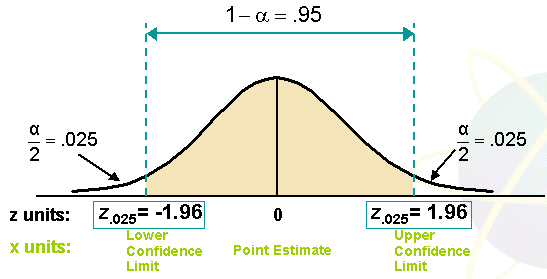 1 – α = .95
α/2 = .025
α/2 = .025
z units: z.025= -1.96 0 z.025= 1.96
x units: Lower Confidence Limit Point Estimate Upper Confidence Limit